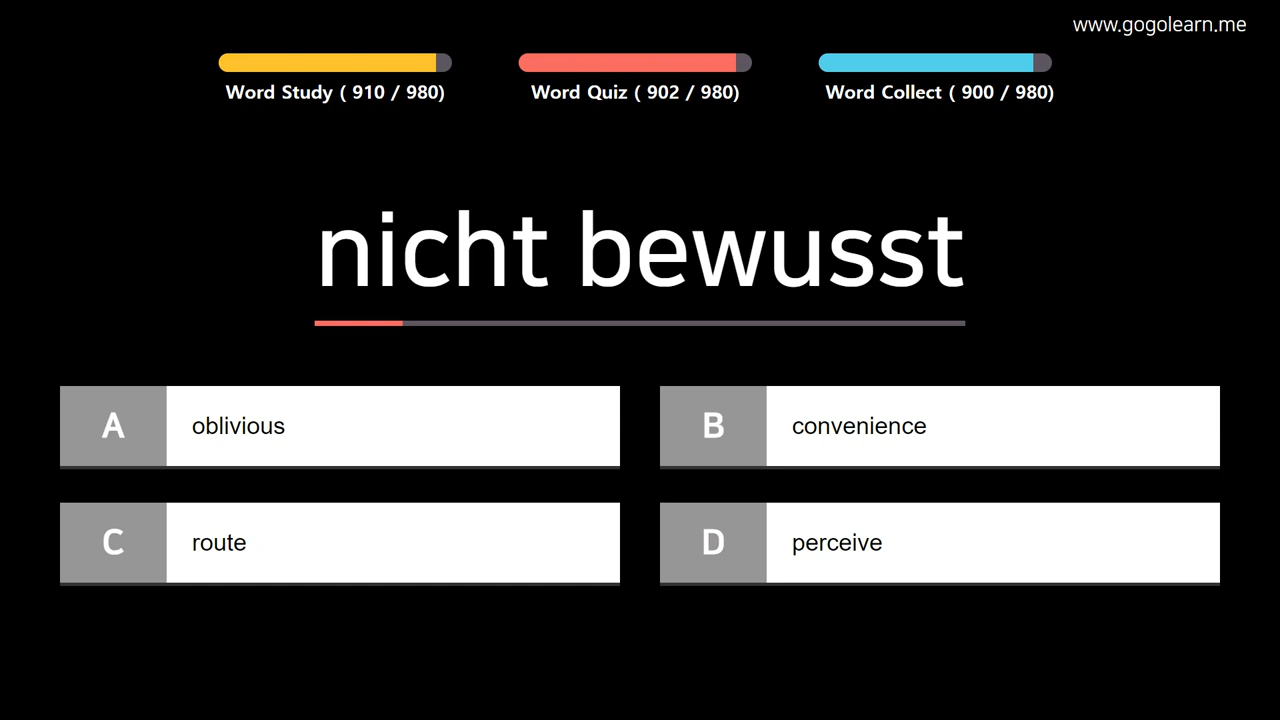 www.gogolearn.me
Word Study ( 910 / 980)
Word Quiz ( 902 / 980)
Word Collect ( 900 / 980)
nicht bewusst
A oblivious
B convenience
C route
D perceive